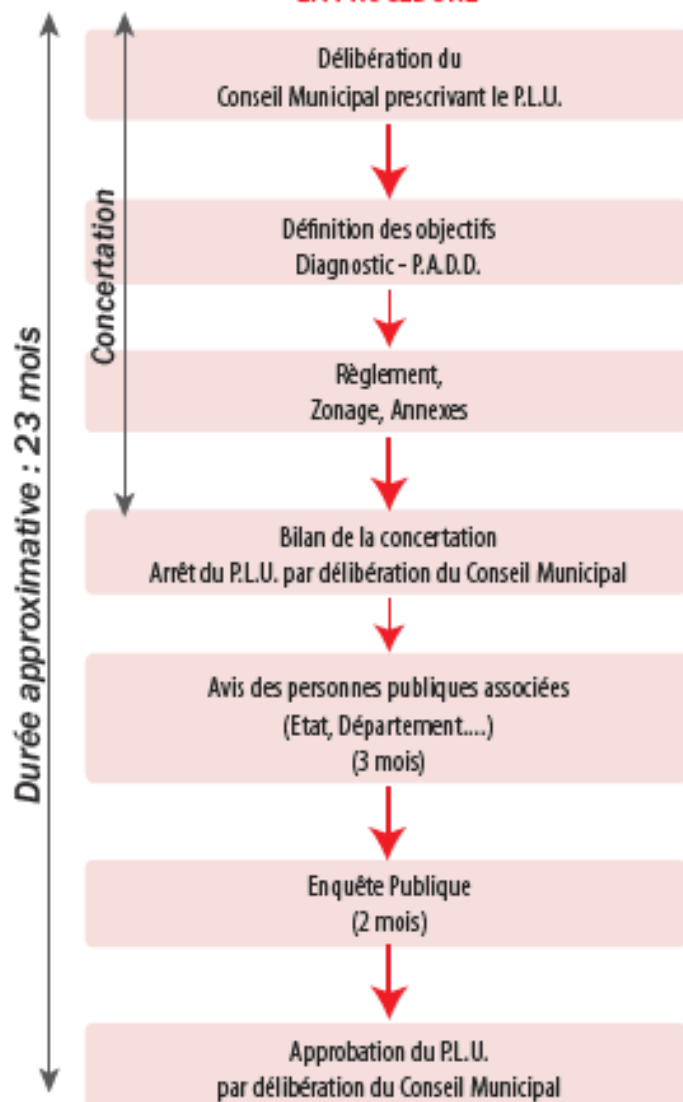 Délibération du
Conseil Municipal prescrivant le P.L.U.
Définition des objectifs
Diagnostic - P.A.D.D.
Règlement,
Zonage, Annexes
Bilan de la concertation
Arrêt du P.L.U. par délibération du Conseil Municipal
Avis des personnes publiques associées
(Etat, Département....)
(3 mois)
Enquête Publique
(2 mois)
Approbation du P.L.U.
par délibération du Conseil Municipal
Concertation
Durée approximative : 23 mois